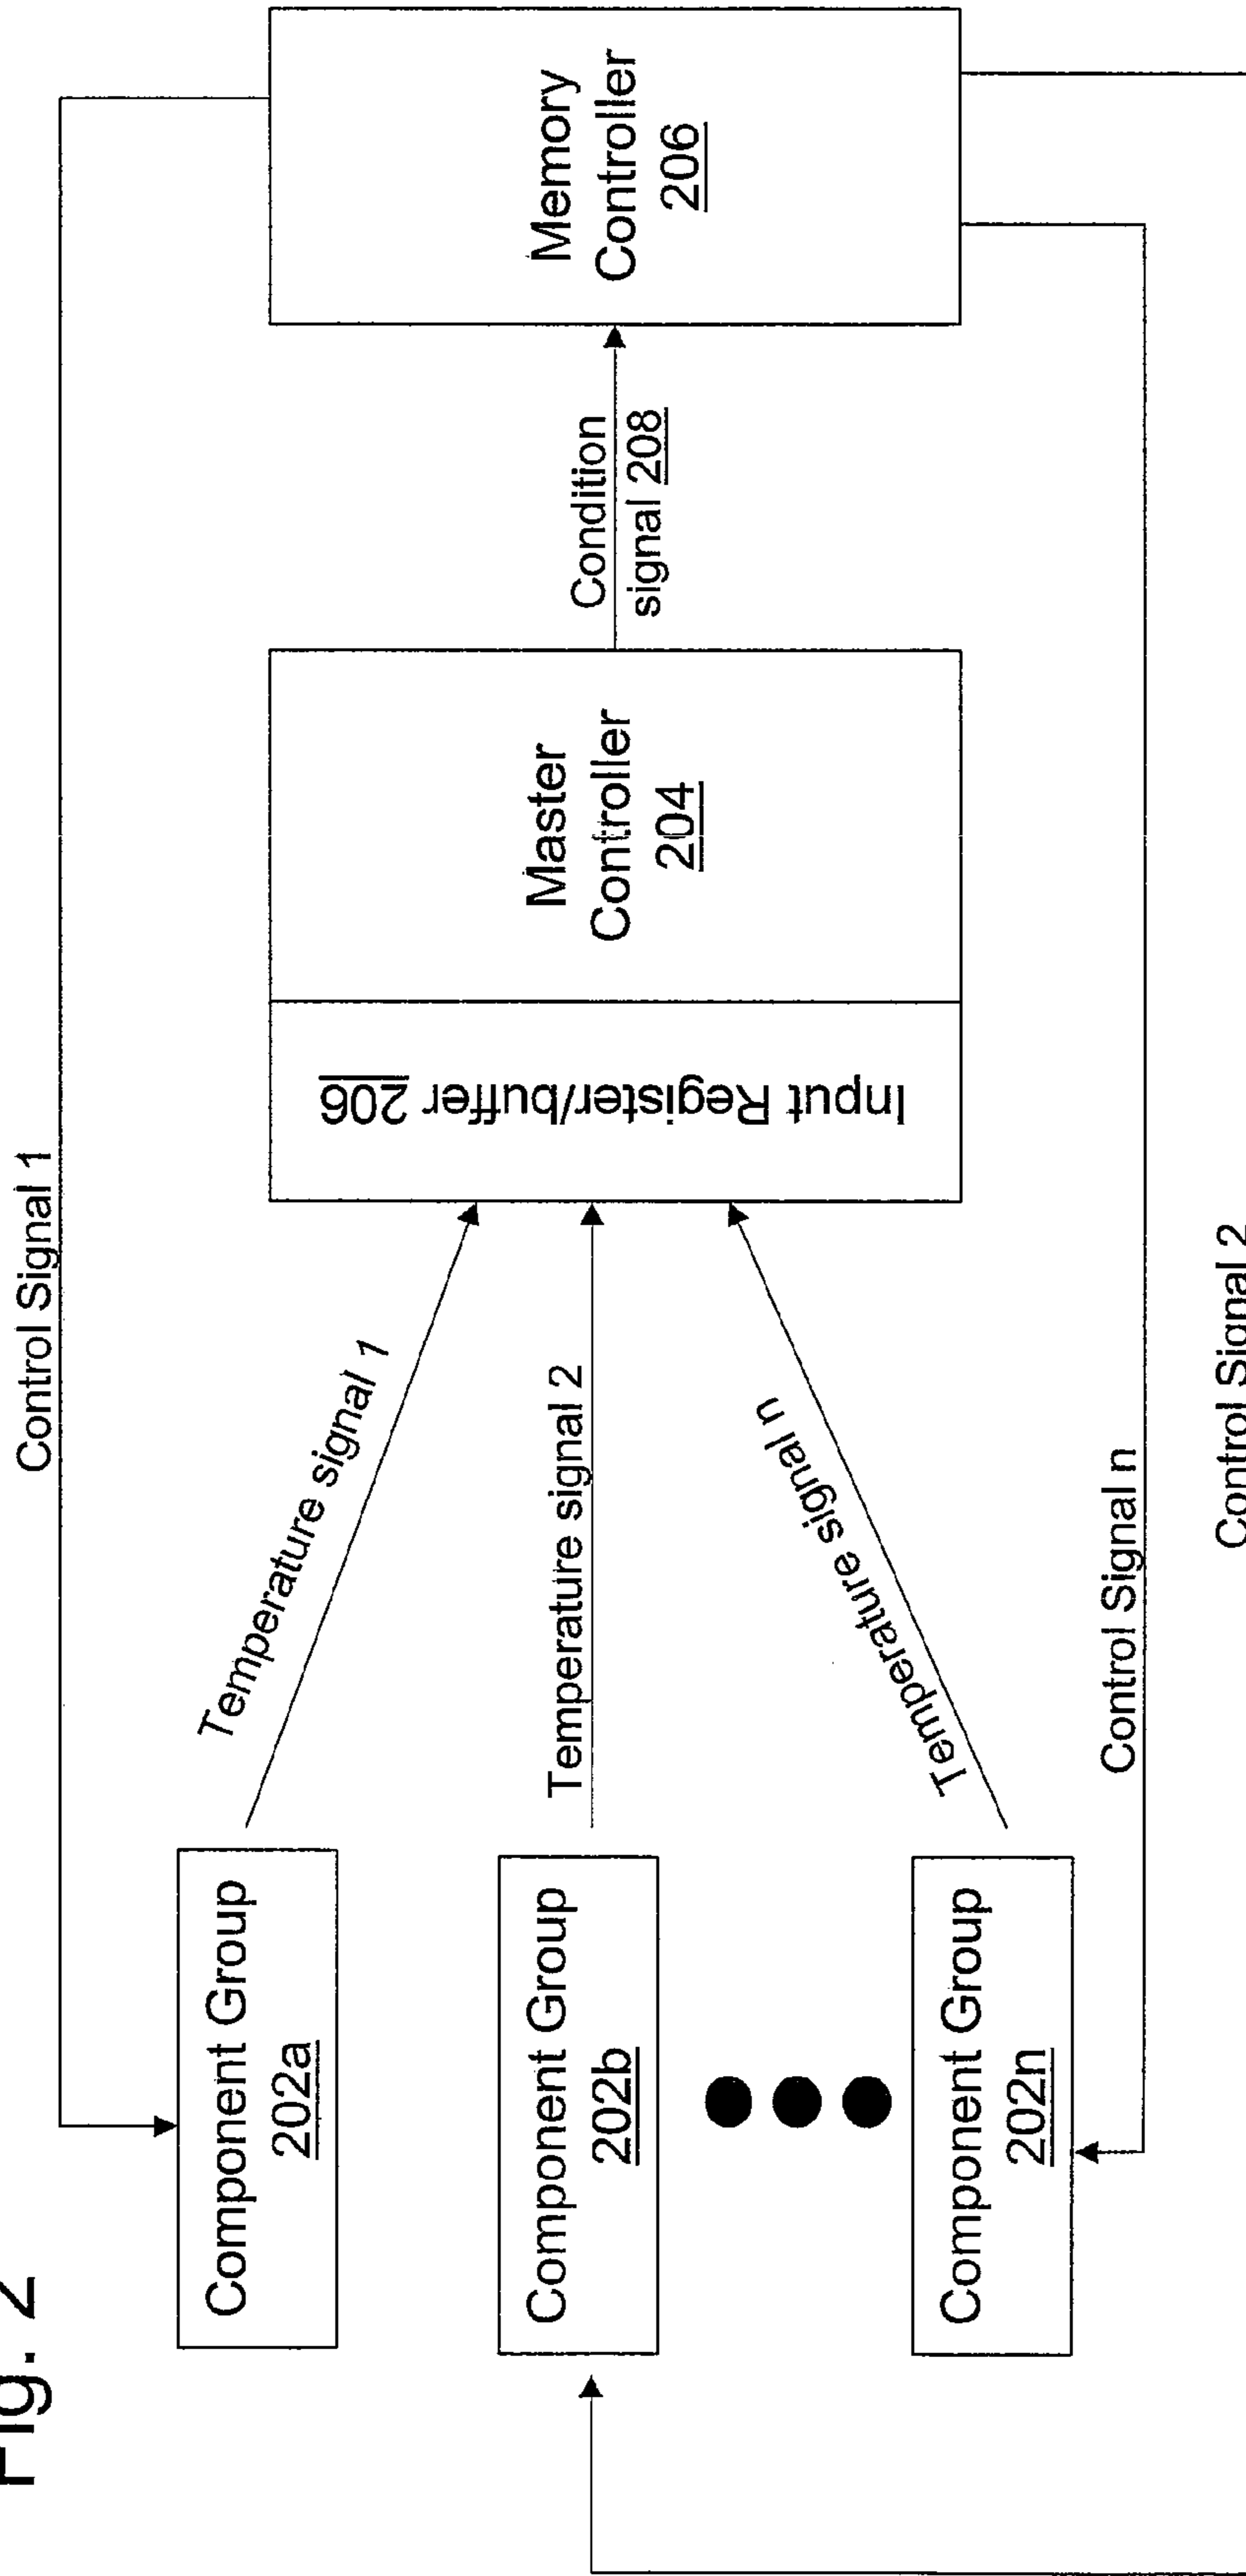 Fig. 2
Control Signal 1
Component Group
202a
Temperature signal 1
Component Group
202b
Temperature signal 2
Component Group
202n
Temperature signal n
Input Register/buffer 206
Master
Controller
204
Condition
signal 208
Memory
Controller
206
Control Signal n
Control Signal 2